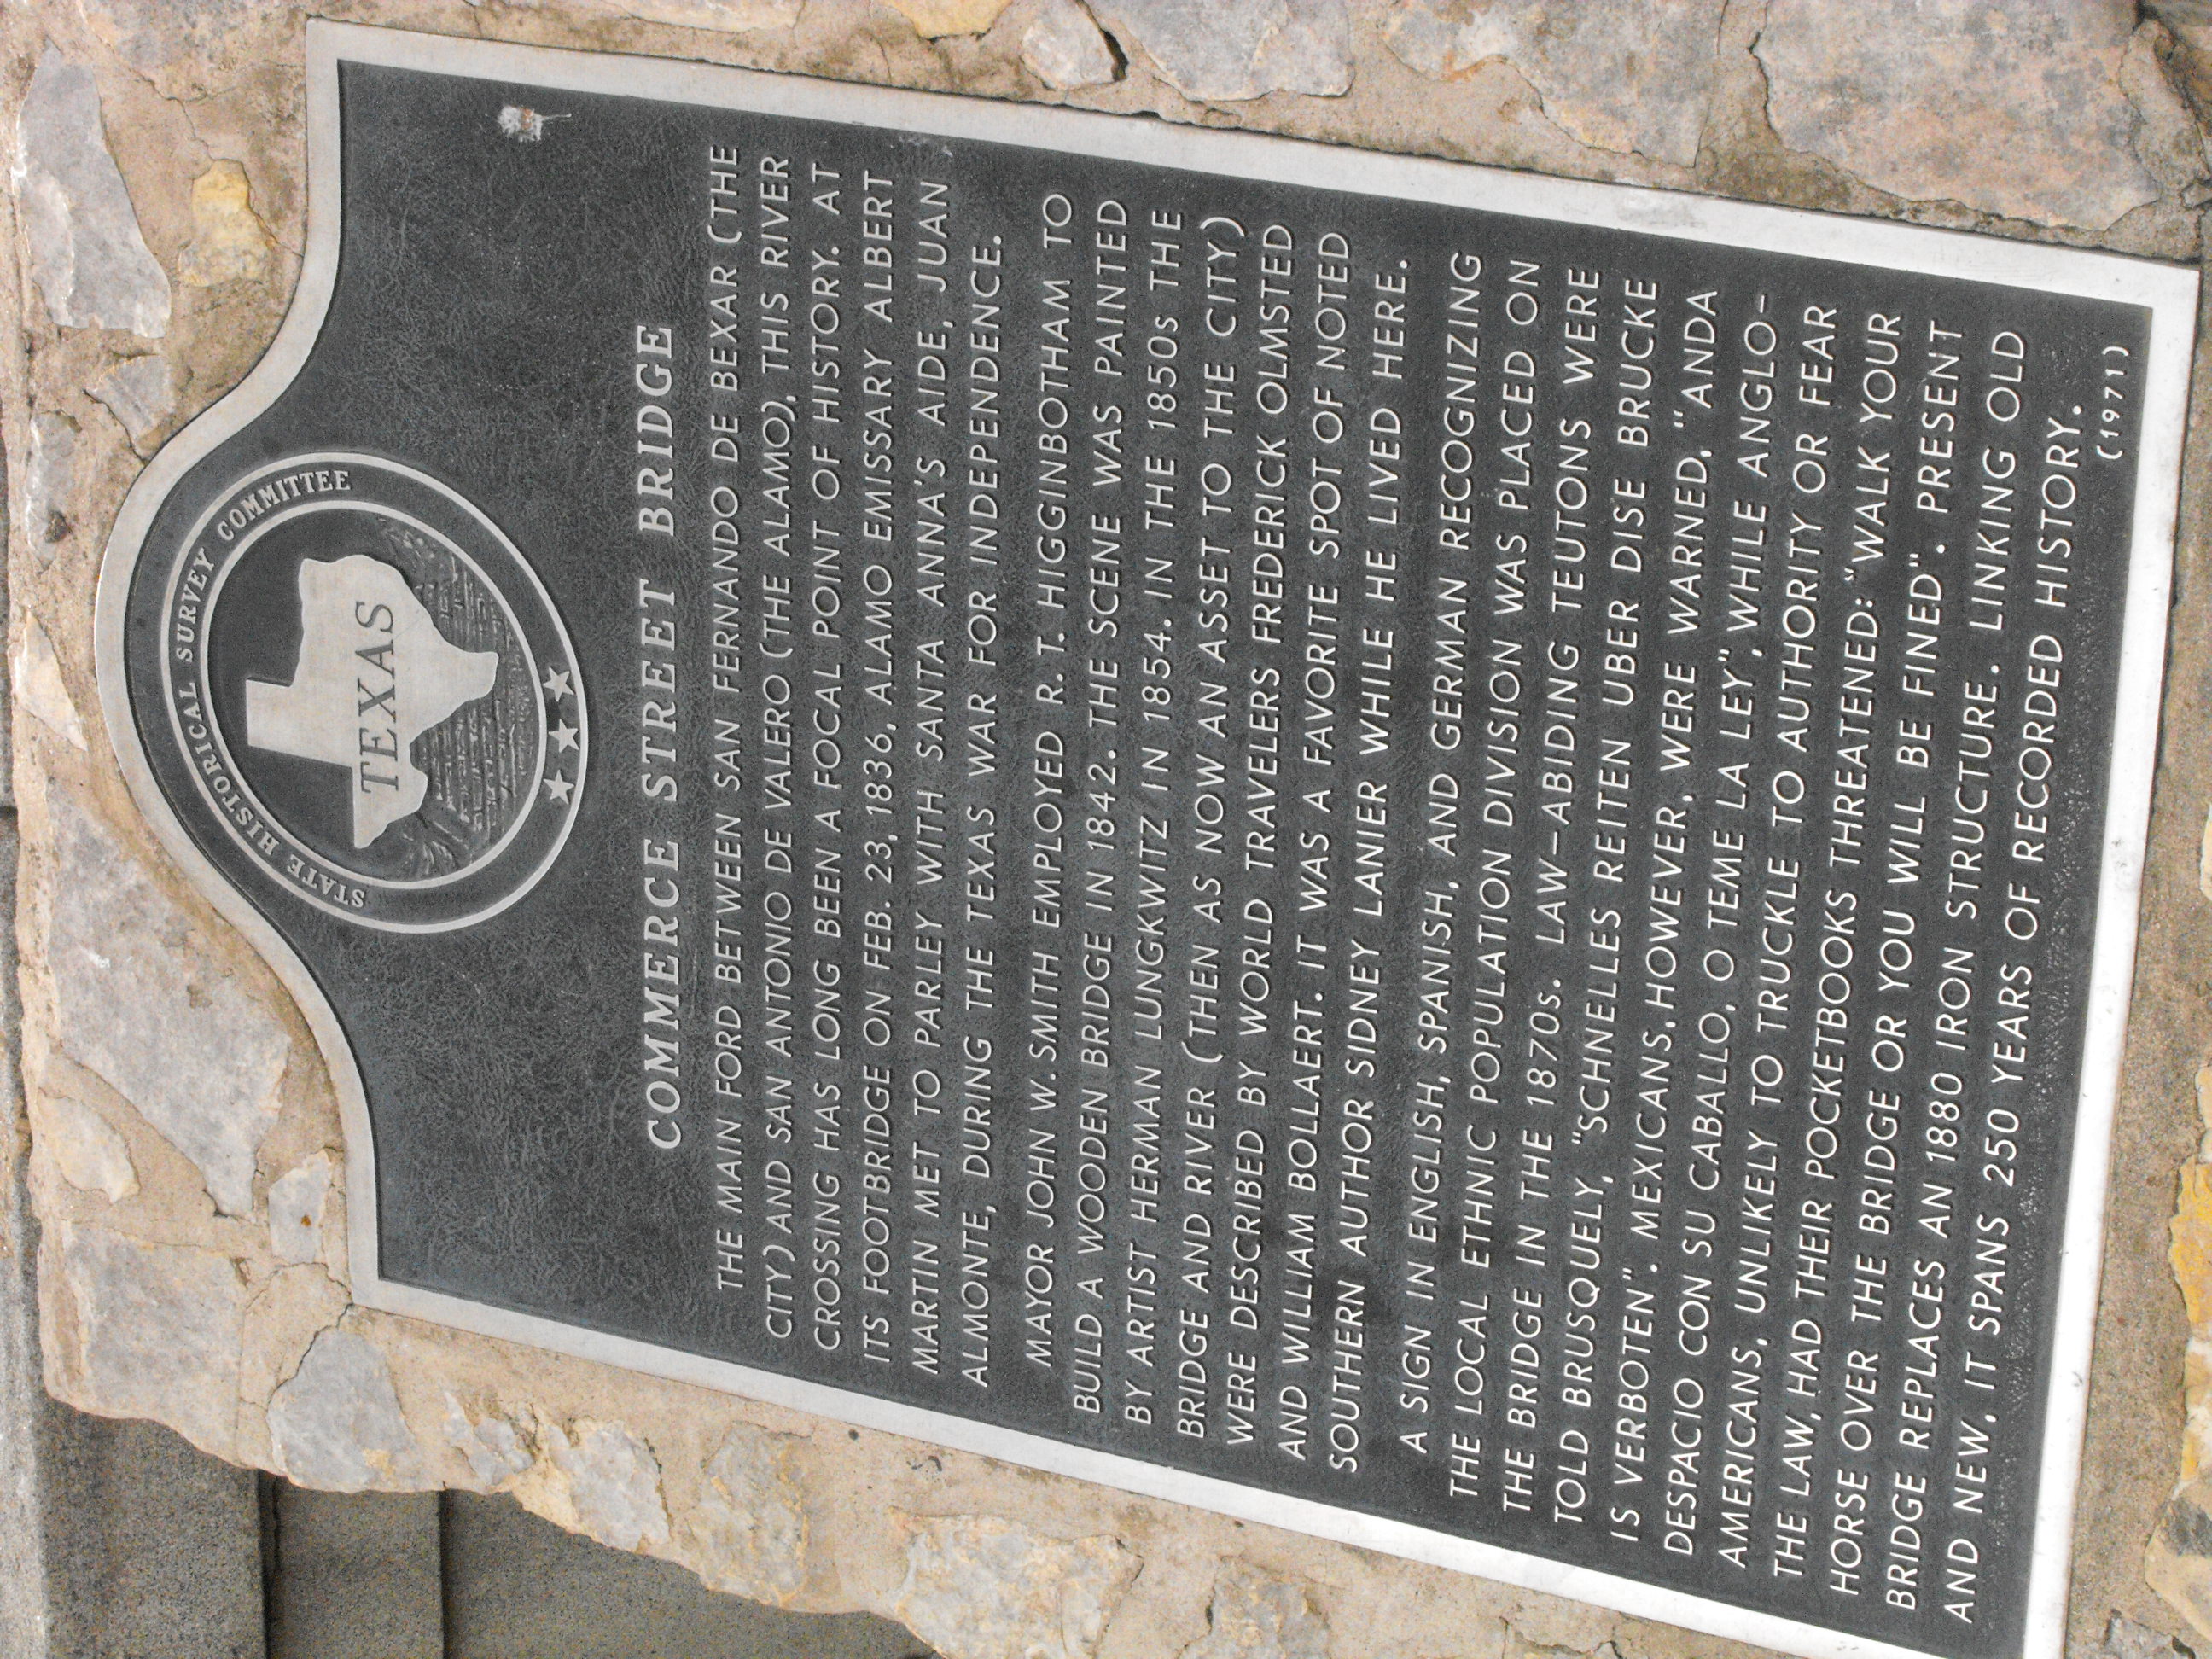 STATE HISTORICAL SURVEY COMMITTEE
TEXAS
COMMERCE STREET BRIDGE
THE MAIN FORD BETWEEN SAN FERNANDO DE BEXAR (THE
CITY) AND SAN ANTONIO DE VALERO (THE ALAMO), THIS RIVER
CROSSING HAS LONG BEEN A FOCAL POINT OF HISTORY. AT
ITS FOOTBRIDGE ON FEB. 23, 1836, ALAMO EMISSARY ALBERT
MARTIN MET TO PARLEY WITH SANTA ANNA'S AIDE, JUAN
ALMONTE, DURING THE TEXAS WAR FOR INDEPENDENCE.
MAYOR JOHN W. SMITH EMPLOYED R. T. HIGGINBOTHAM TO
BUILD A WOODEN BRIDGE IN 1842. THE SCENE WAS PAINTED
BY ARTIST HERMAN LUNGKWITZ IN 1854. IN THE 1850s THE
BRIDGE AND RIVER (THEN AS NOW AN ASSET TO THE CITY)
WERE DESCRIBED BY WORLD TRAVELERS FREDERICK OLMSTED
AND WILLIAM BOLLAERT. IT WAS A FAVORITE SPOT OF NOTED
SOUTHERN AUTHOR SIDNEY LANIER WHILE HE LIVED HERE.
A SIGN IN ENGLISH, SPANISH, AND GERMAN RECOGNIZING
THE LOCAL ETHNIC POPULATION DIVISION WAS PLACED ON
THE BRIDGE IN THE 1870s. LAW-ABIDING TEUTONS WERE
TOLD BRUSQUELY, "SCHNELLES REITEN UBER DISE BRUCKE
IS VERBOTEN". MEXICANS, HOWEVER, WERE WARNED, "ANDA
DESPACIO CON SU CABALLO, O TEME LA LEY", WHILE ANGLO-
AMERICANS, UNLIKELY TO TRUCKLE TO AUTHORITY OR FEAR
THE LAW, HAD THEIR POCKETBOOKS THREATENED: "WALK YOUR
HORSE OVER THE BRIDGE OR YOU WILL BE FINED". PRESENT
BRIDGE REPLACES AN 1880 IRON STRUCTURE. LINKING OLD
AND NEW, IT SPANS 250 YEARS OF RECORDED HISTORY.
(1971)